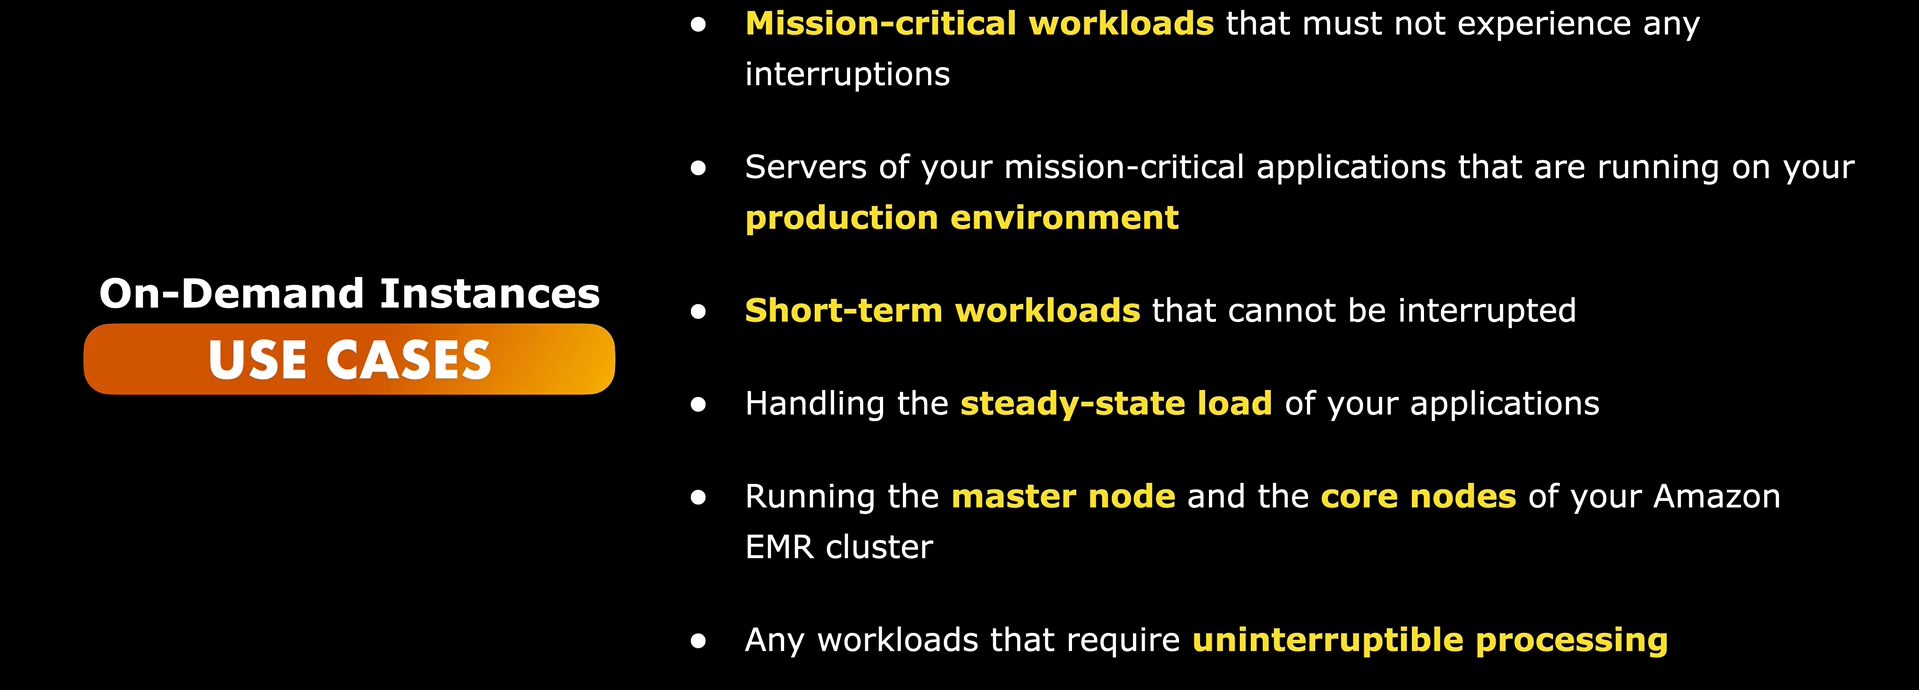 On-Demand Instances
USE CASES
● Mission-critical workloads that must not experience any
interruptions
● Servers of your mission-critical applications that are running on your
production environment
● Short-term workloads that cannot be interrupted
● Handling the steady-state load of your applications
● Running the master node and the core nodes of your Amazon
EMR cluster
● Any workloads that require uninterruptible processing